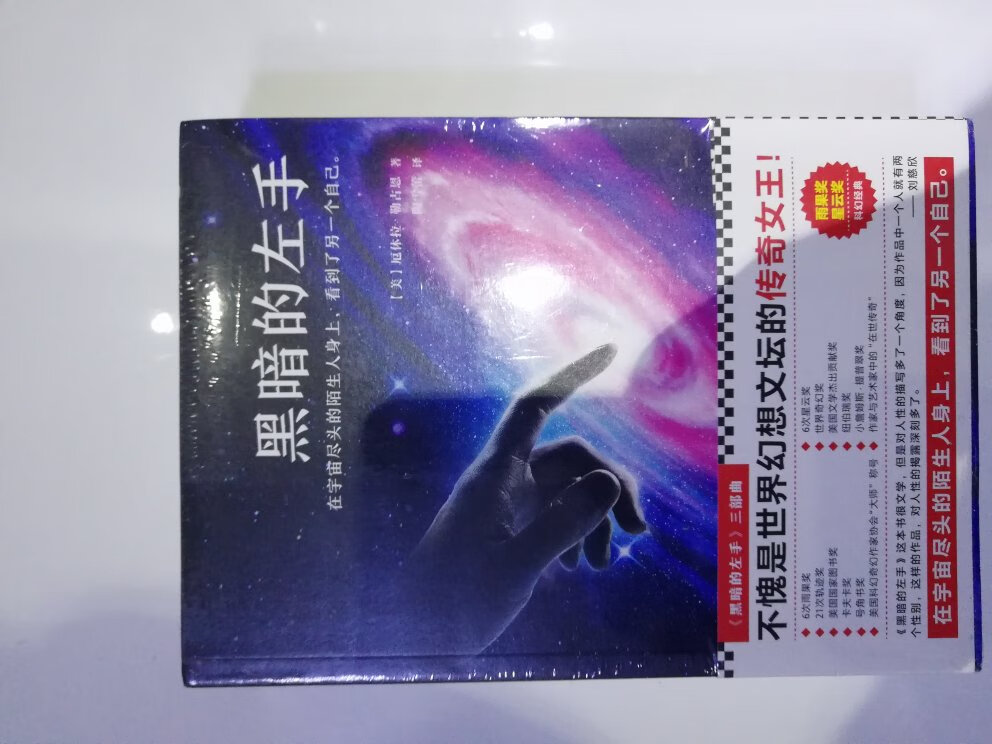 黑暗的左手
在宇宙尽头的陌生人身上，看到了另一个自己。
【美】厄休拉·勒古恩 著
译
《黑暗的左手》三部曲
不愧是世界幻想文坛的传奇女王！
◆ 6次雨果奖
◆ 21次轨迹奖
◆ 美国国家图书奖
◆ 卡夫卡奖
◆ 号角书奖
◆ 美国科幻奇幻作家协会“大师”称号
◆ 6次星云奖
◆ 世界奇幻奖
◆ 美国文学杰出贡献奖
◆ 纽伯瑞奖
◆ 小詹姆斯·提普翠奖
◆ 作家与艺术家中的“在世传奇”
雨果奖
星云奖
科幻经典
《黑暗的左手》这本书很文学，但是对人性的描写多了一个角度，因为作品中一个人就有两
个性别，这样的作品，对人性的揭露深刻多了。
—— 刘慈欣
在宇宙尽头的陌生人身上，看到了另一个自己。